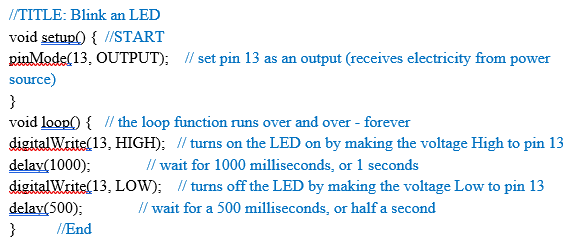 //TITLE: Blink an LED
void setup() { //START
pinMode(13, OUTPUT); // set pin 13 as an output (receives electricity from power
source)
}
void loop() { // the loop function runs over and over - forever
digitalWrite(13, HIGH); // turns on the LED on by making the voltage High to pin 13
delay(1000); // wait for 1000 milliseconds, or 1 seconds
digitalWrite(13, LOW); // turns off the LED by making the voltage Low to pin 13
delay(500); // wait for a 500 milliseconds, or half a second
} //End